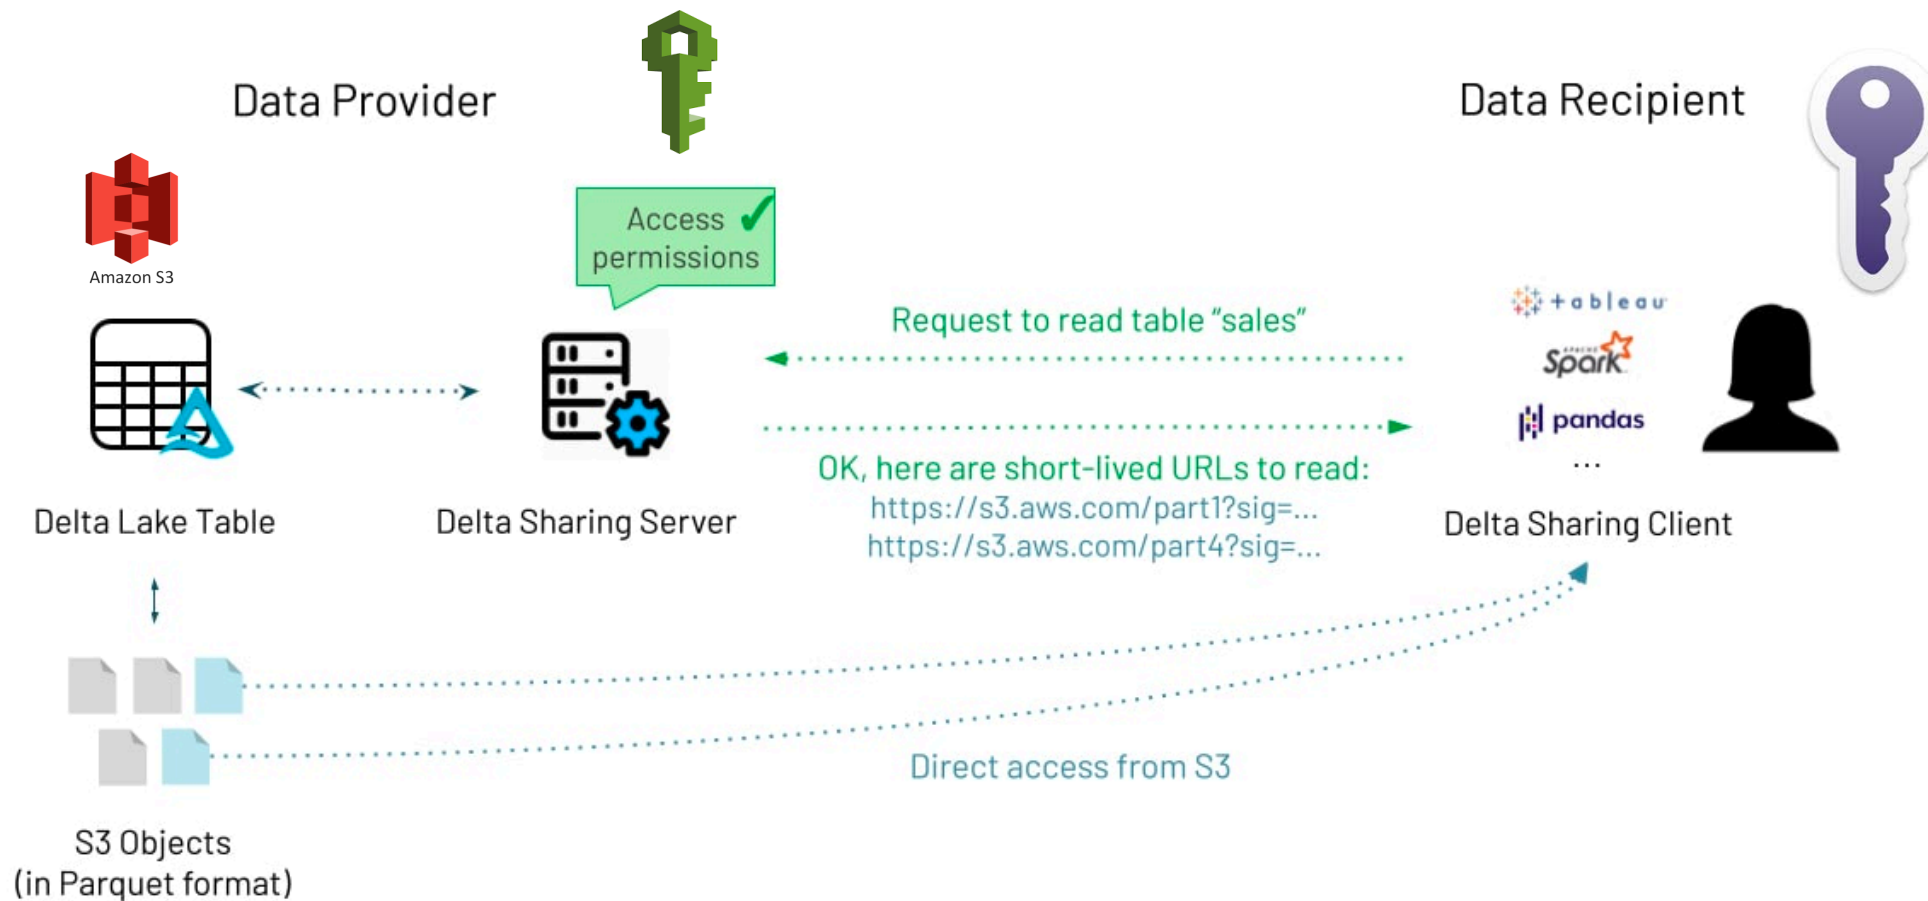 Data Provider
Data Recipient
Amazon S3
Access
permissions
Request to read table “sales”
+ableau
APACHE
Spark
pandas
...
OK, here are short-lived URLs to read:
https://s3.aws.com/part1?sig=...
https://s3.aws.com/part4?sig=...
Delta Lake Table
Delta Sharing Server
Delta Sharing Client
Direct access from S3
S3 Objects
(in Parquet format)